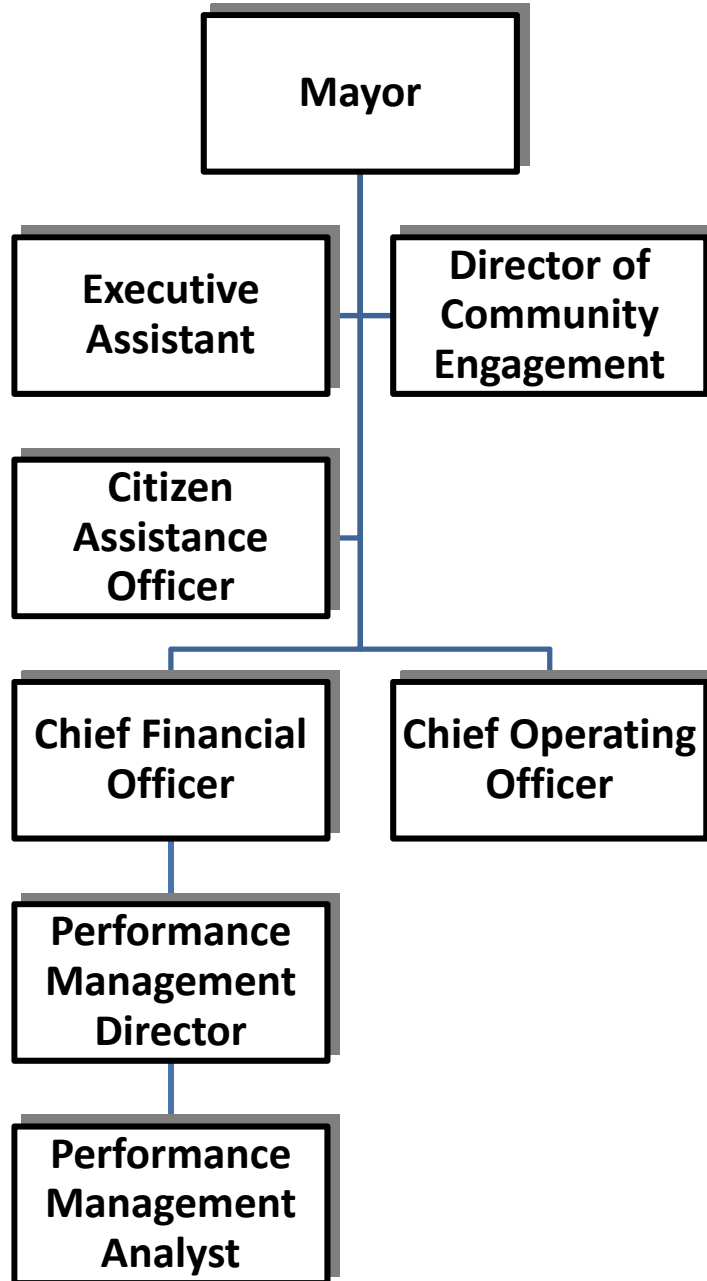 Mayor
Executive
Assistant
Director of
Community
Engagement
Citizen
Assistance
Officer
Chief Financial
Officer
Chief Operating
Officer
Performance
Management
Director
Performance
Management
Analyst